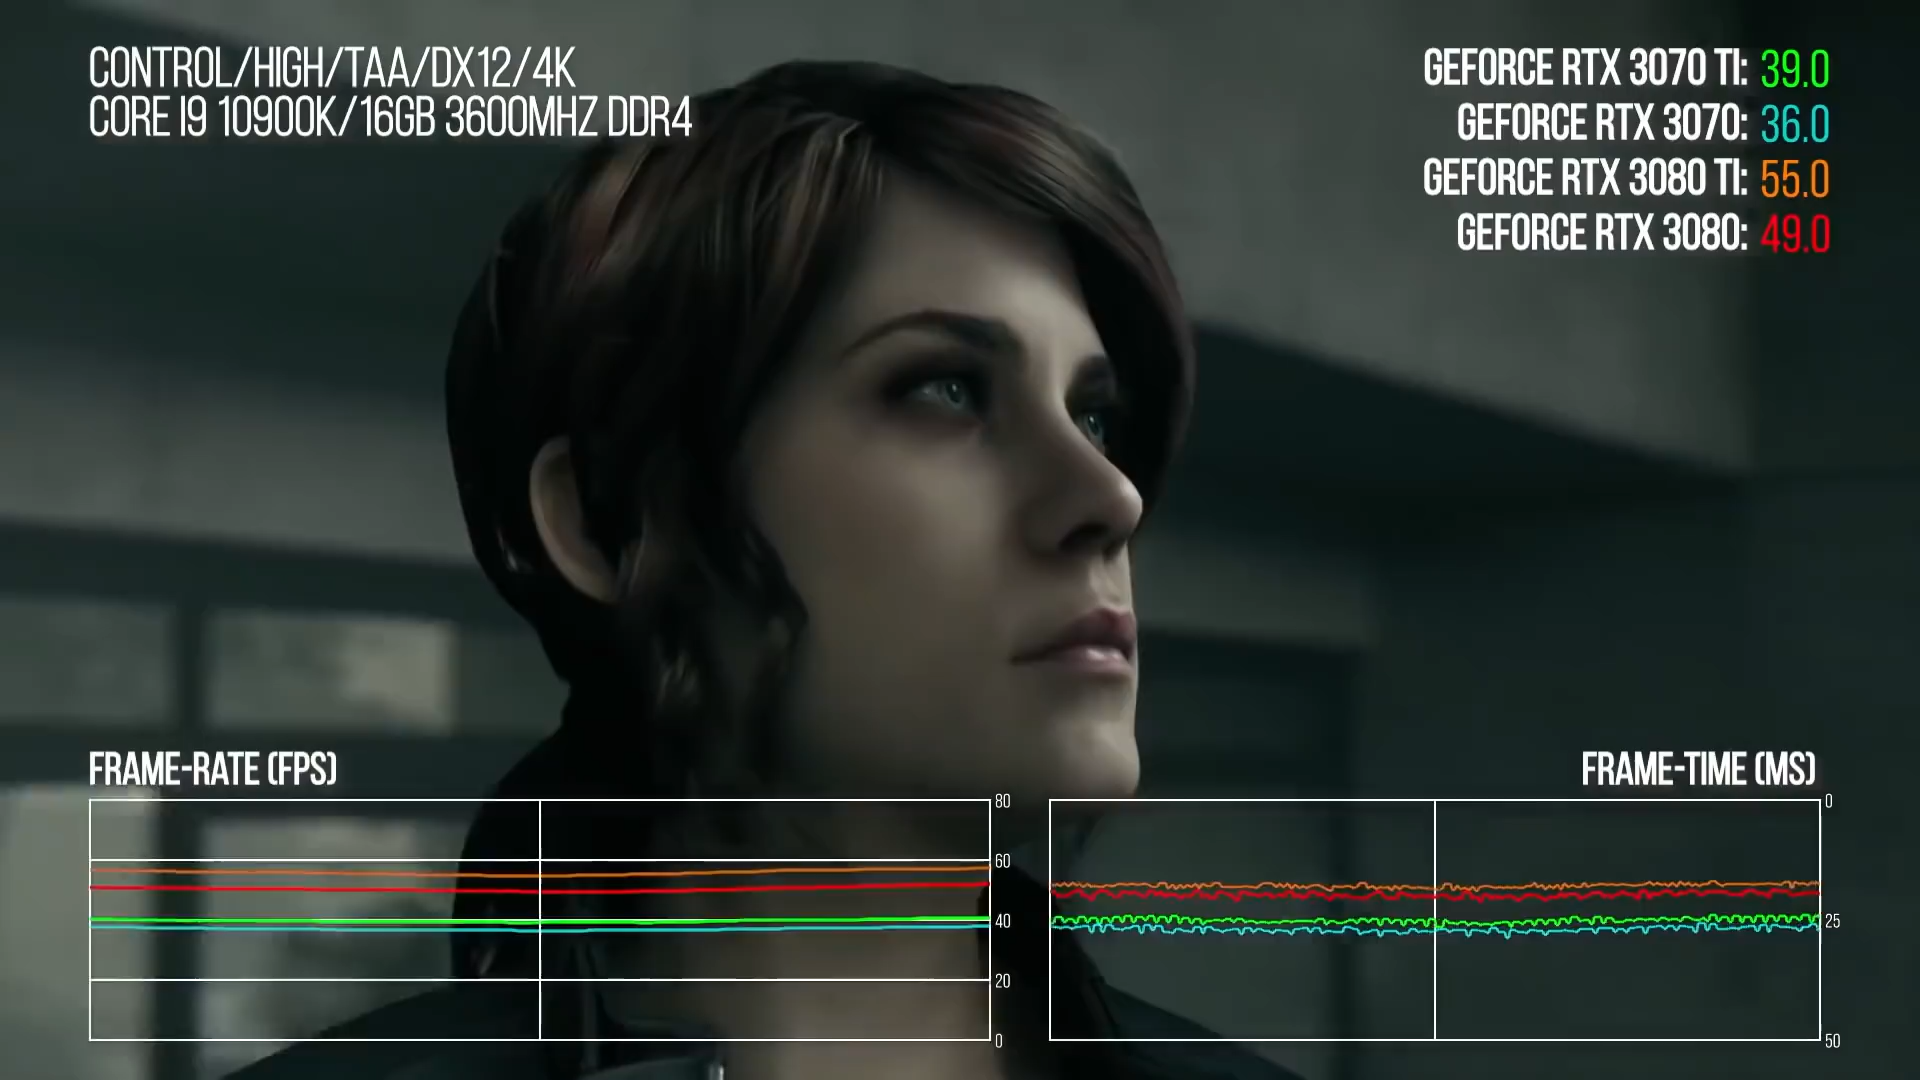 CONTROL/HIGH/TAA/DX12/4K
CORE I9 10900K/16GB 3600MHZ DDR4
GEFORCE RTX 3070 TI: 39.0
GEFORCE RTX 3070: 36.0
GEFORCE RTX 3080 TI: 55.0
GEFORCE RTX 3080: 49.0
FRAME-RATE (FPS)
80
60
40
20
0
FRAME-TIME (MS)
0
25
50